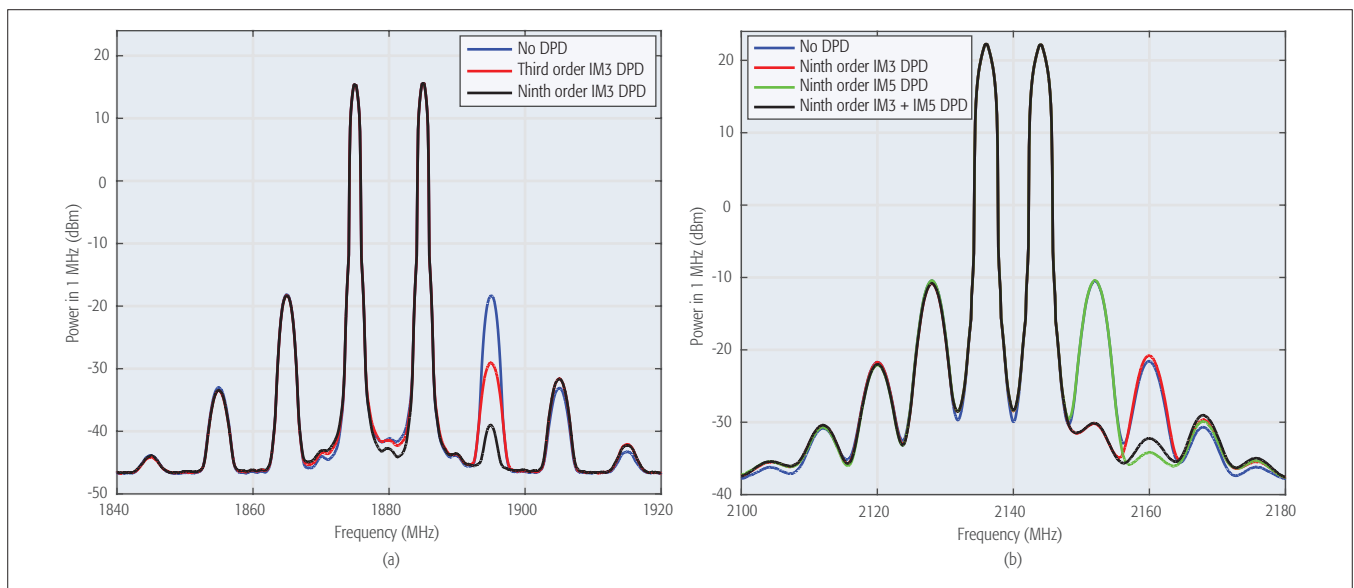 20
10
0
-10
-20
-30
-40
-50
Power in 1 MHz (dBm)
No DPD
Third order IM3 DPD
Ninth order IM3 DPD
1840
1860
1880
1900
1920
Frequency (MHz)
(a)
20
10
0
-10
-20
-30
-40
Power in 1 MHz (dBm)
No DPD
Ninth order IM3 DPD
Ninth order IM5 DPD
Ninth order IM3 + IM5 DPD
2100
2120
2140
2160
2180
Frequency (MHz)
(b)